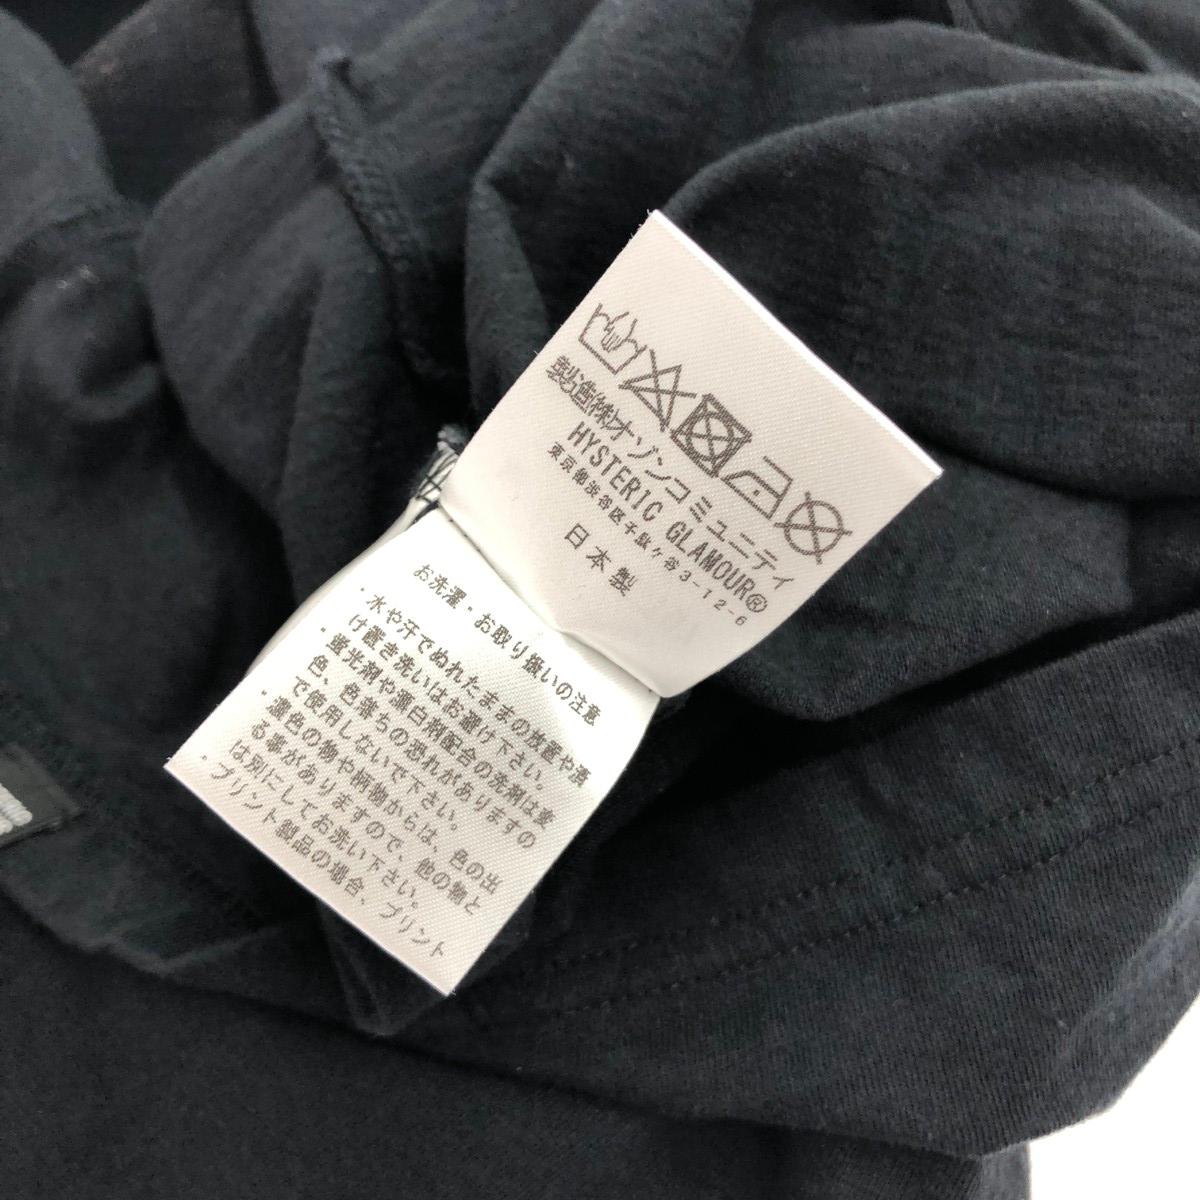 製造㈱オゾンコミュニティ
HYSTERIC GLAMOUR®
東京都渋谷区千駄ケ谷3-12-6
日本製
お洗濯・お取り扱いの注意
・水や汗でぬれたままの放置や漬
け置き洗いはお避け下さい。
・蛍光剤や漂白剤配合の洗剤は変
色、色落ちの恐れがありますの
で使用しないで下さい。
・濃色の物や柄物からは、色の出
る事がありますので、他の物と
は別にしてお洗い下さい。
・プリント製品の場合、プリント